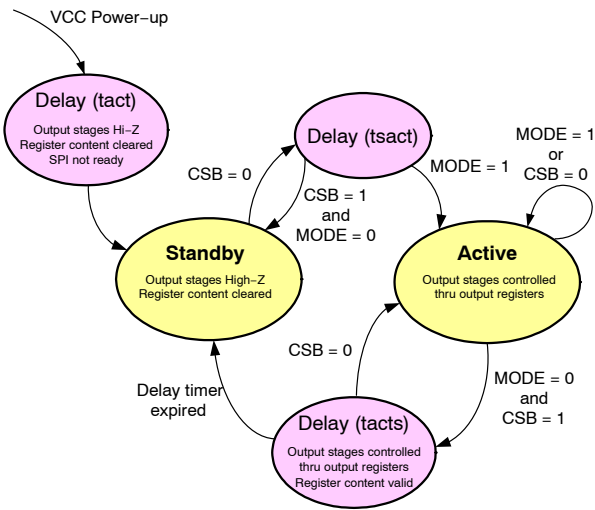 VCC Power−up
Delay (tact)
Output stages Hi−Z
Register content cleared
SPI not ready
Delay (tsact)
MODE = 1
or
CSB = 0
CSB = 0
MODE = 1
CSB = 1
and
MODE = 0
Standby
Output stages High−Z
Register content cleared
Active
Output stages controlled
thru output registers
CSB = 0
MODE = 0
and
CSB = 1
Delay timer
expired
Delay (tacts)
Output stages controlled
thru output registers
Register content valid